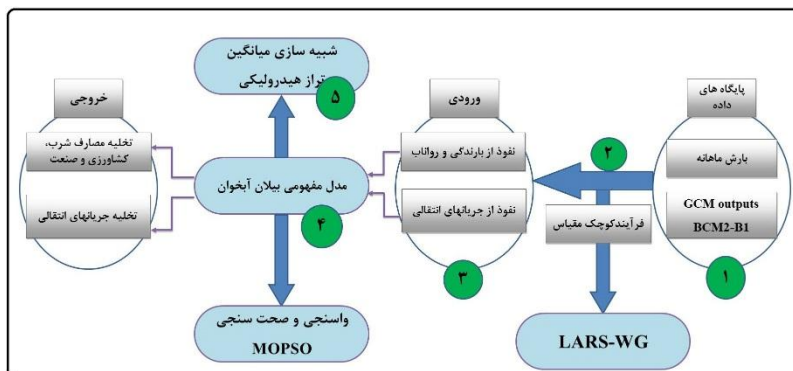 پایگاه های
داده
بارش ماهانه
GCM outputs
BCM2-B1
۱
۲
فرآیندکوچک مقیاس
LARS-WG
ورودی
نفوذ از بارندگی و رواناب
نفوذ از جریانهای انتقالی
۳
شبیه سازی میانگین
تراز هیدرولیکی
۵
مدل مفهومی بیلان آبخوان
۴
واسنجی و صحت سنجی
MOPSO
خروجی
تخلیه مصارف شرب،
کشاورزی و صنعت
تخلیه جریانهای انتقالی